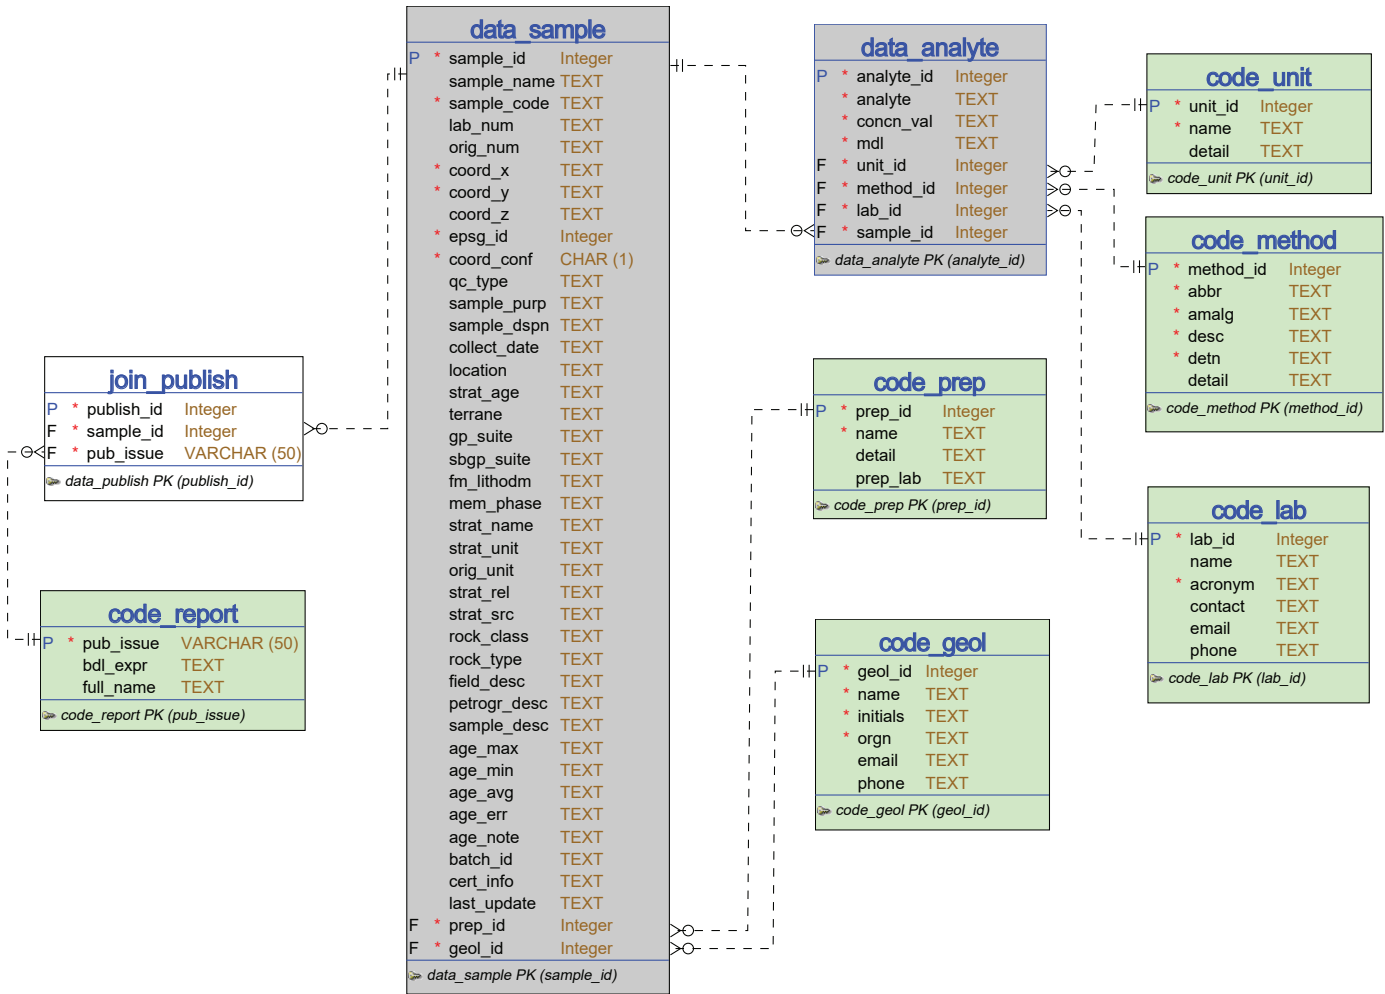 data_sample
P * sample_id Integer
sample_name TEXT
* sample_code TEXT
lab_num TEXT
orig_num TEXT
* coord_x TEXT
* coord_y TEXT
coord_z TEXT
* epsg_id Integer
* coord_conf CHAR (1)
qc_type TEXT
sample_purp TEXT
sample_dspn TEXT
collect_date TEXT
location TEXT
strat_age TEXT
terrane TEXT
gp_suite TEXT
sbgp_suite TEXT
fm_lithodm TEXT
mem_phase TEXT
strat_name TEXT
strat_unit TEXT
orig_unit TEXT
strat_rel TEXT
strat_src TEXT
rock_class TEXT
rock_type TEXT
field_desc TEXT
petrogr_desc TEXT
sample_desc TEXT
age_max TEXT
age_min TEXT
age_avg TEXT
age_err TEXT
age_note TEXT
batch_id TEXT
cert_info TEXT
last_update TEXT
F * prep_id Integer
F * geol_id Integer
data_sample PK (sample_id)
data_analyte
P * analyte_id Integer
* analyte TEXT
* concn_val TEXT
* mdl TEXT
F * unit_id Integer
F * method_id Integer
F * lab_id Integer
F * sample_id Integer
data_analyte PK (analyte_id)
code_unit
P * unit_id Integer
* name TEXT
detail TEXT
code_unit PK (unit_id)
code_method
P * method_id Integer
* abbr TEXT
* amalg TEXT
* desc TEXT
* detn TEXT
detail TEXT
code_method PK (method_id)
join_publish
P * publish_id Integer
F * sample_id Integer
F * pub_issue VARCHAR (50)
data_publish PK (publish_id)
code_prep
P * prep_id Integer
* name TEXT
detail TEXT
prep_lab TEXT
code_prep PK (prep_id)
code_lab
P * lab_id Integer
name TEXT
* acronym TEXT
contact TEXT
email TEXT
phone TEXT
code_lab PK (lab_id)
code_report
P * pub_issue VARCHAR (50)
bdl_expr TEXT
full_name TEXT
code_report PK (pub_issue)
code_geol
P * geol_id Integer
* name TEXT
* initials TEXT
* orgn TEXT
email TEXT
phone TEXT
code_geol PK (geol_id)